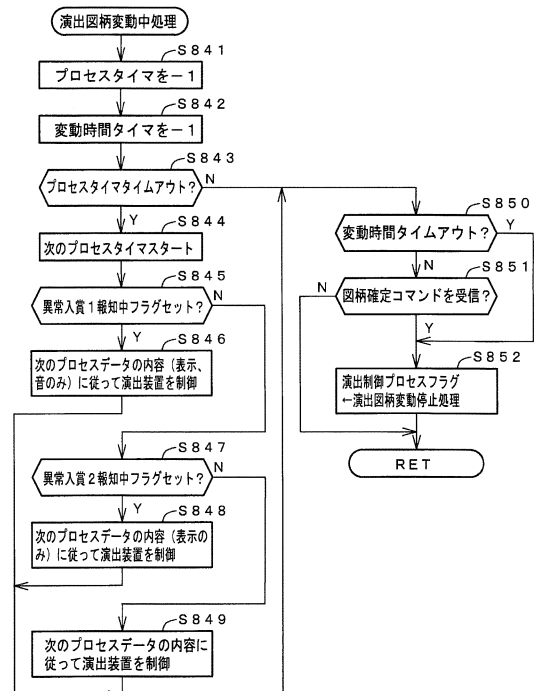 演出図柄変動中処理
S841
プロセスタイマを−1
S842
変動時間タイマを−1
S843
プロセスタイマタイムアウト？
N
Y
S844
次のプロセスタイマスタート
S845
異常入賞1報知中フラグセット？
N
Y
S846
次のプロセスデータの内容（表示、
音のみ）に従って演出装置を制御
S847
異常入賞2報知中フラグセット？
N
Y
S848
次のプロセスデータの内容（表示の
み）に従って演出装置を制御
S849
次のプロセスデータの内容に
従って演出装置を制御
S850
変動時間タイムアウト？
Y
N
S851
図柄確定コマンドを受信？
N
Y
S852
演出制御プロセスフラグ
←演出図柄変動停止処理
RET